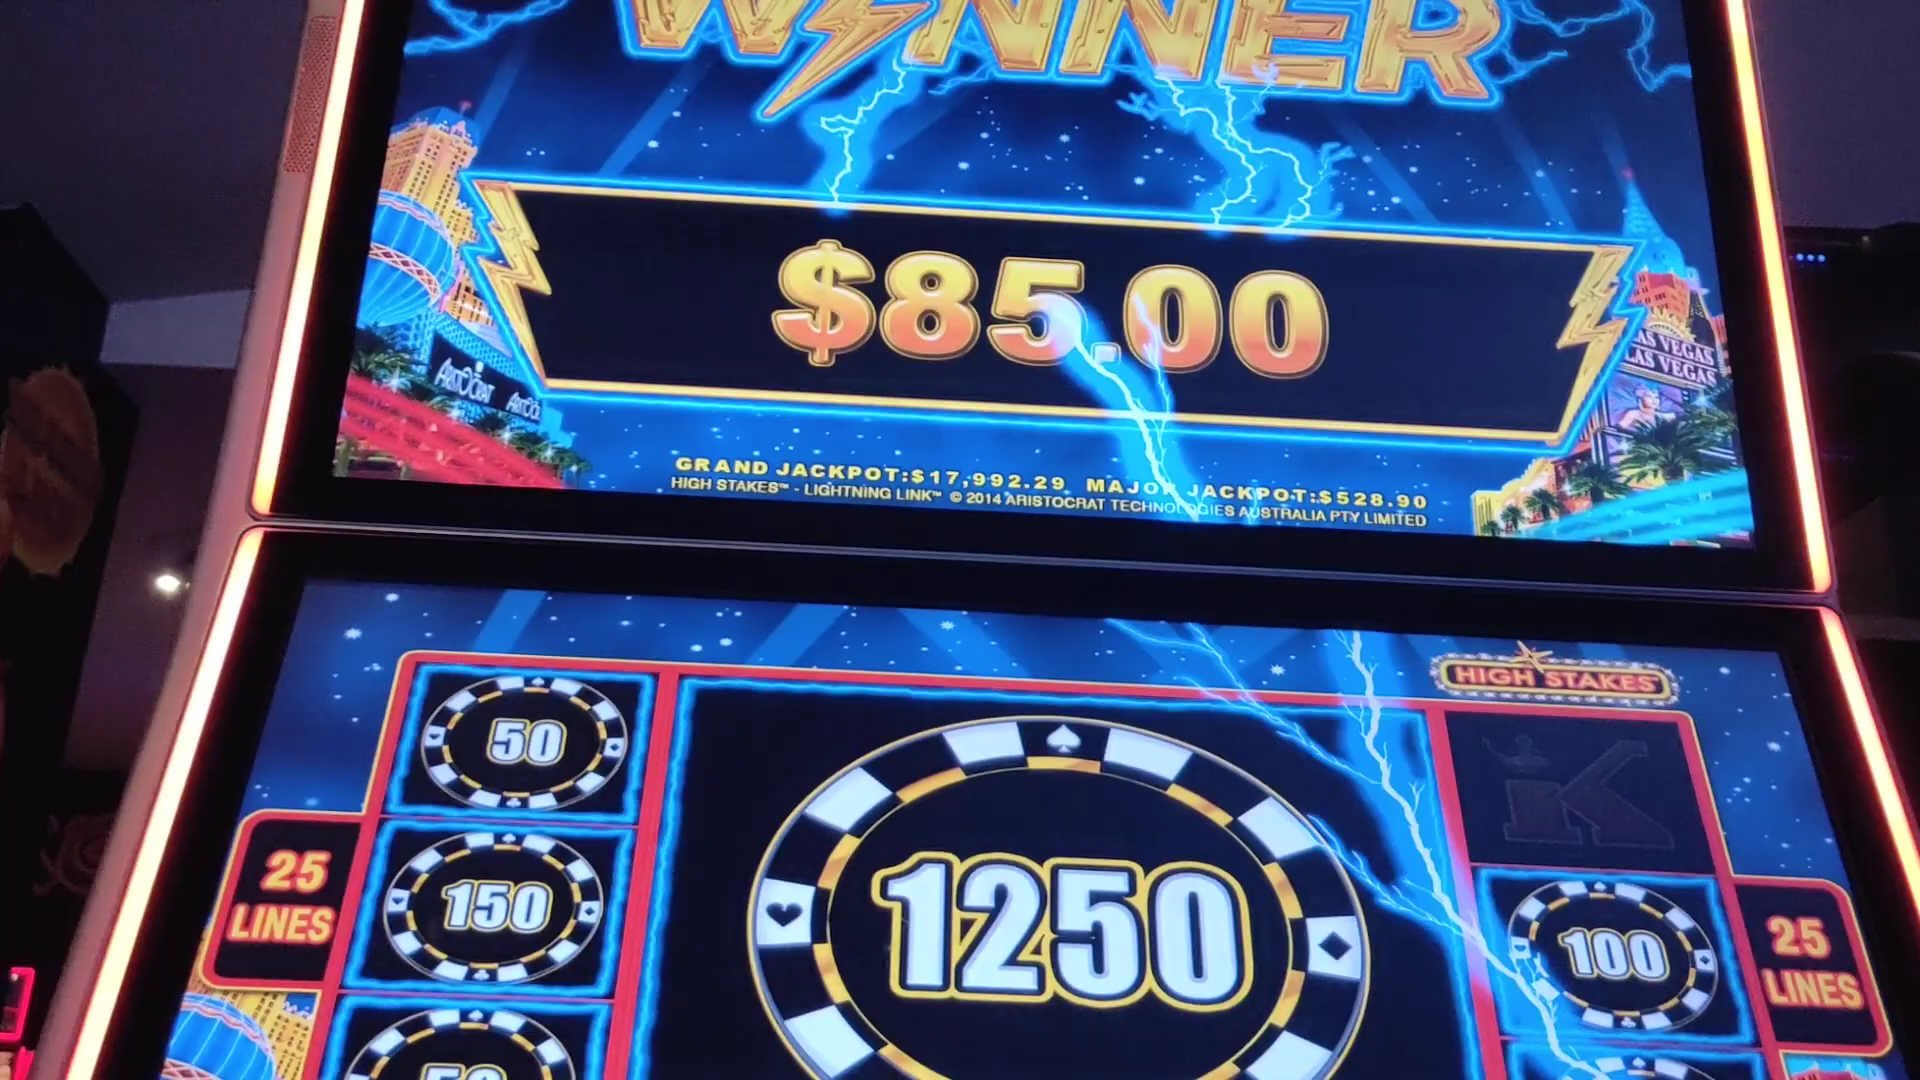 WINNER
$85.00
ARISTOCRAT
LAS VEGAS
LAS VEGAS
GRAND JACKPOT:$17,992.29 MAJOR JACKPOT:$528.90
HIGH STAKES™ - LIGHTNING LINK™ © 2014 ARISTOCRAT TECHNOLOGIES AUSTRALIA PTY LIMITED
HIGH STAKES
50
K
25
LINES
150
1250
100
25
LINES